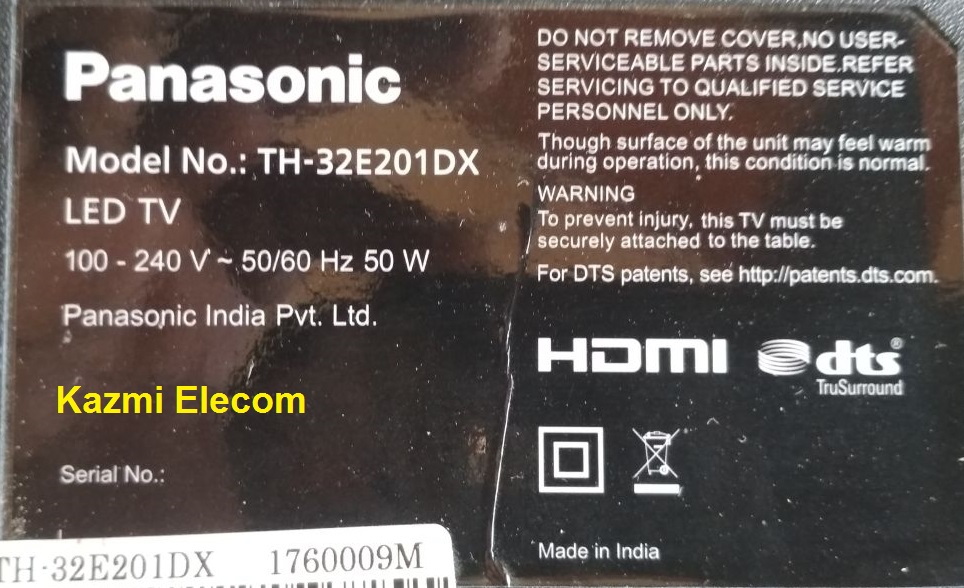 Panasonic
Model No.: TH-32E201DX
LED TV
100 - 240 V ~ 50/60 Hz 50 W
Panasonic India Pvt. Ltd.
Kazmi Elecom
Serial No.:
TH-32E201DX 1760009M
DO NOT REMOVE COVER,NO USER-
SERVICEABLE PARTS INSIDE.REFER
SERVICING TO QUALIFIED SERVICE
PERSONNEL ONLY.
Though surface of the unit may feel warm
during operation, this condition is normal.
WARNING
To prevent injury, this TV must be
securely attached to the table.
For DTS patents, see http://patents.dts.com.
HDMI dts®
TruSurround
Made in India